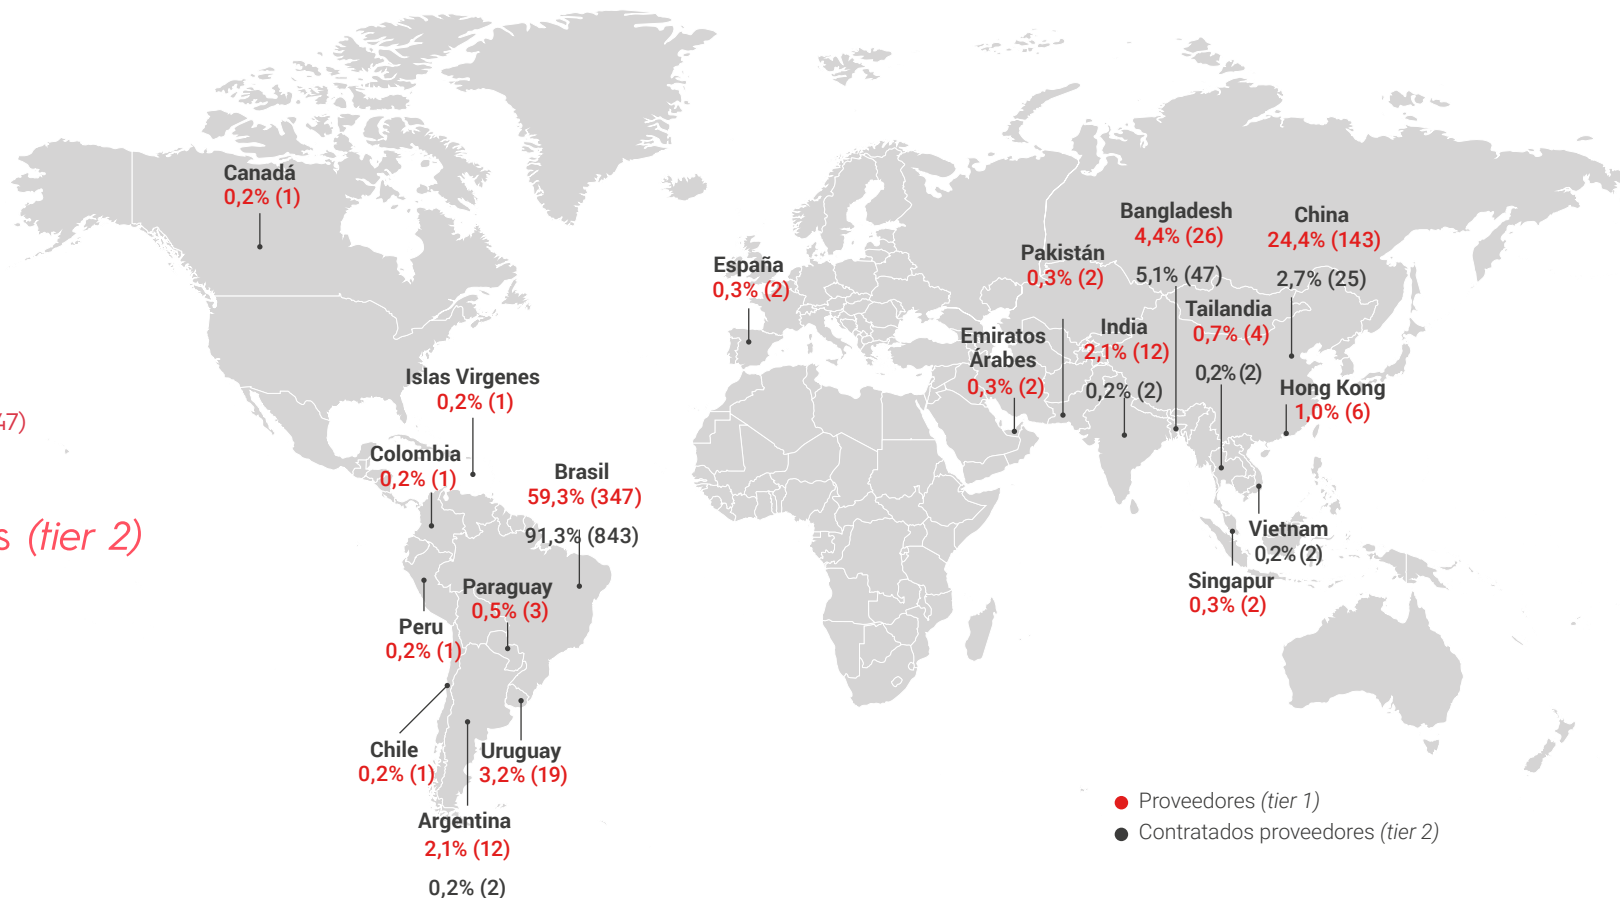 Canadá
0,2% (1)
Islas Virgenes
0,2% (1)
47)
Colombia
0,2% (1)
Brasil
59,3% (347)
91,3% (843)
s (tier 2)
Paraguay
0,5% (3)
Peru
0,2% (1)
Chile
0,2% (1)
Uruguay
3,2% (19)
Argentina
2,1% (12)
0,2% (2)
España
0,3% (2)
Emiratos
Árabes
0,3% (2)
Pakistán
0,3% (2)
India
2,1% (12)
0,2% (2)
Bangladesh
4,4% (26)
5,1% (47)
China
24,4% (143)
2,7% (25)
Tailandia
0,7% (4)
0,2% (2)
Hong Kong
1,0% (6)
Vietnam
0,2% (2)
Singapur
0,3% (2)
Proveedores (tier 1)
Contratados proveedores (tier 2)